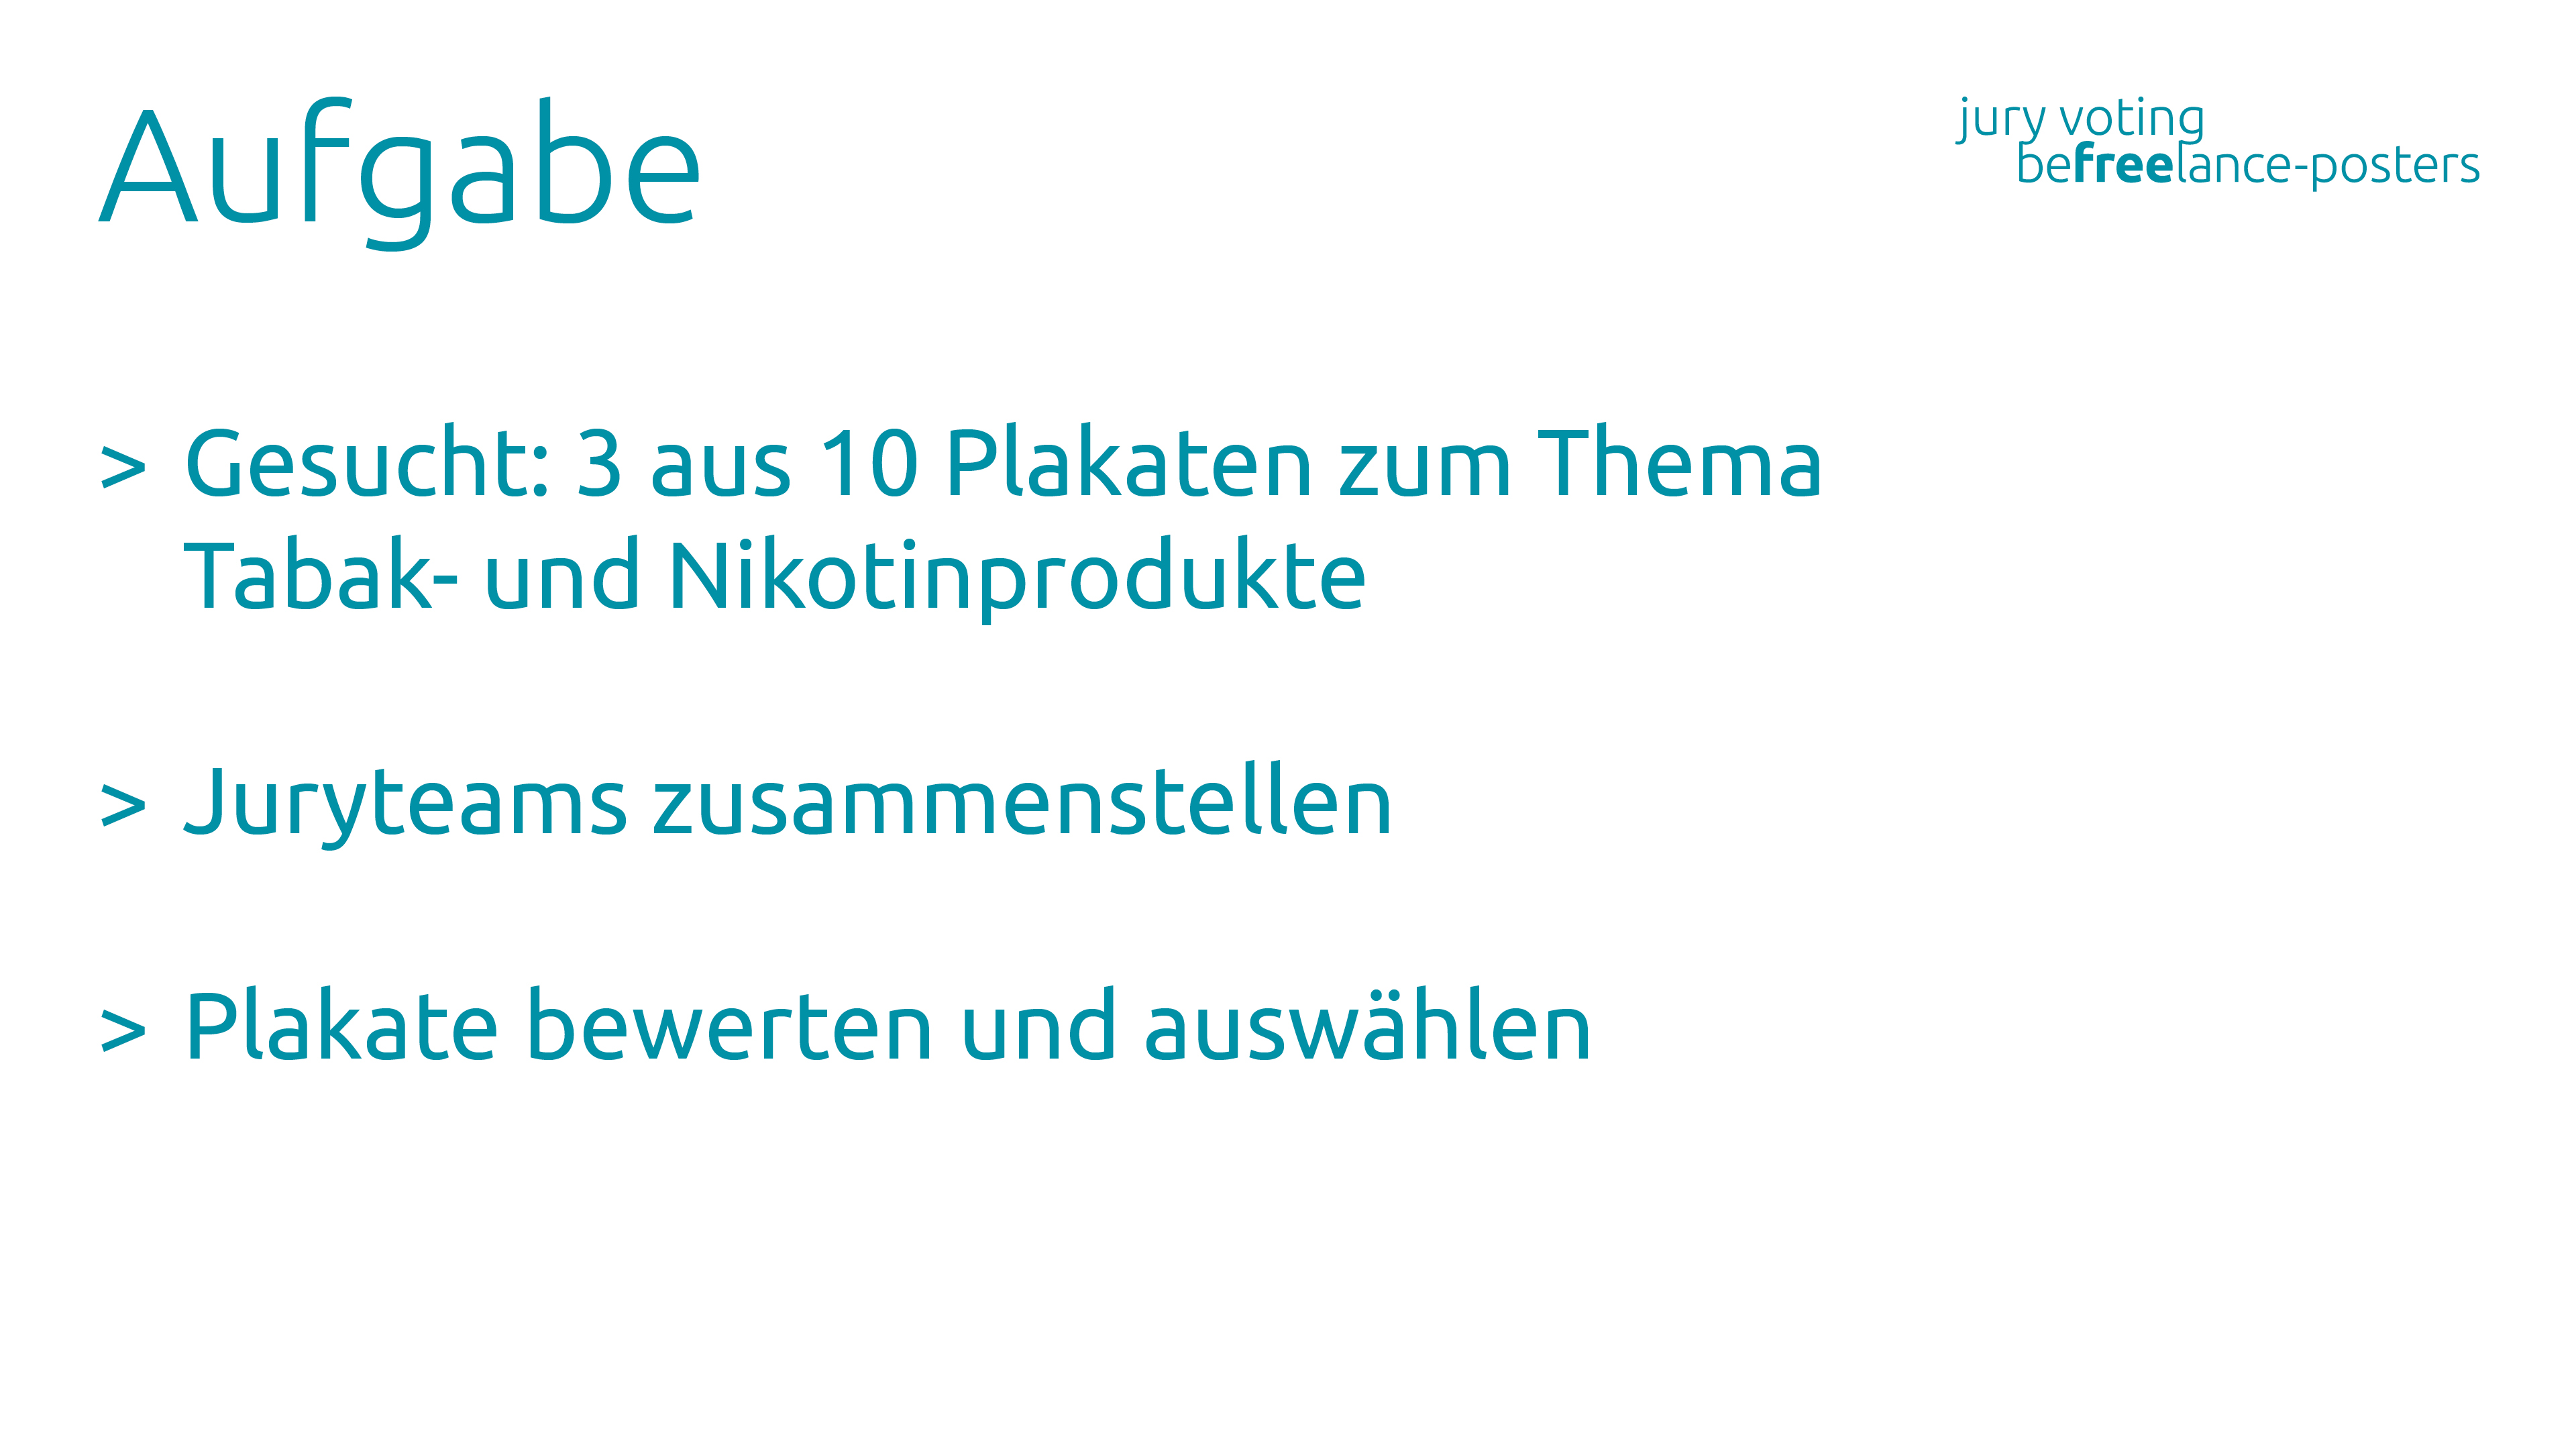 Aufgabe
jury voting
befreelance-posters
> Gesucht: 3 aus 10 Plakaten zum Thema
Tabak- und Nikotinprodukte
> Juryteams zusammenstellen
> Plakate bewerten und auswählen